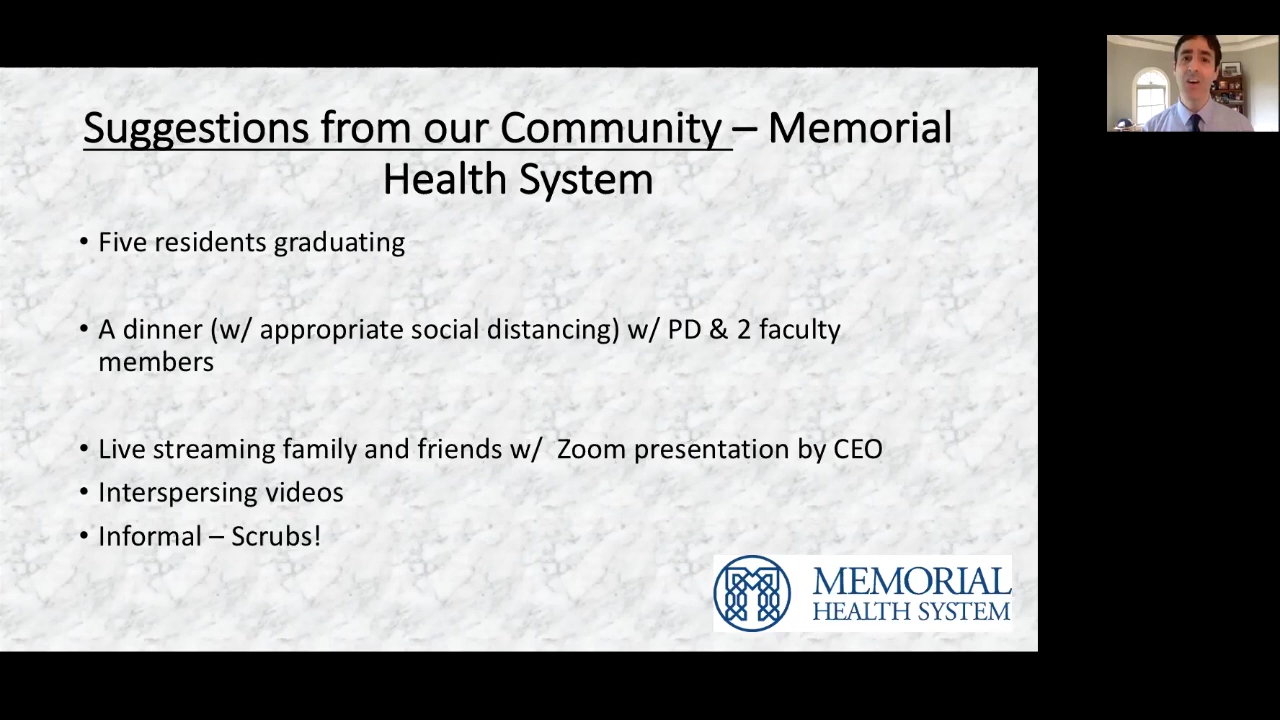 Suggestions from our Community – Memorial
Health System
• Five residents graduating
• A dinner (w/ appropriate social distancing) w/ PD & 2 faculty
members
• Live streaming family and friends w/  Zoom presentation by CEO
• Interspersing videos
• Informal – Scrubs!
MEMORIAL
HEALTH SYSTEM